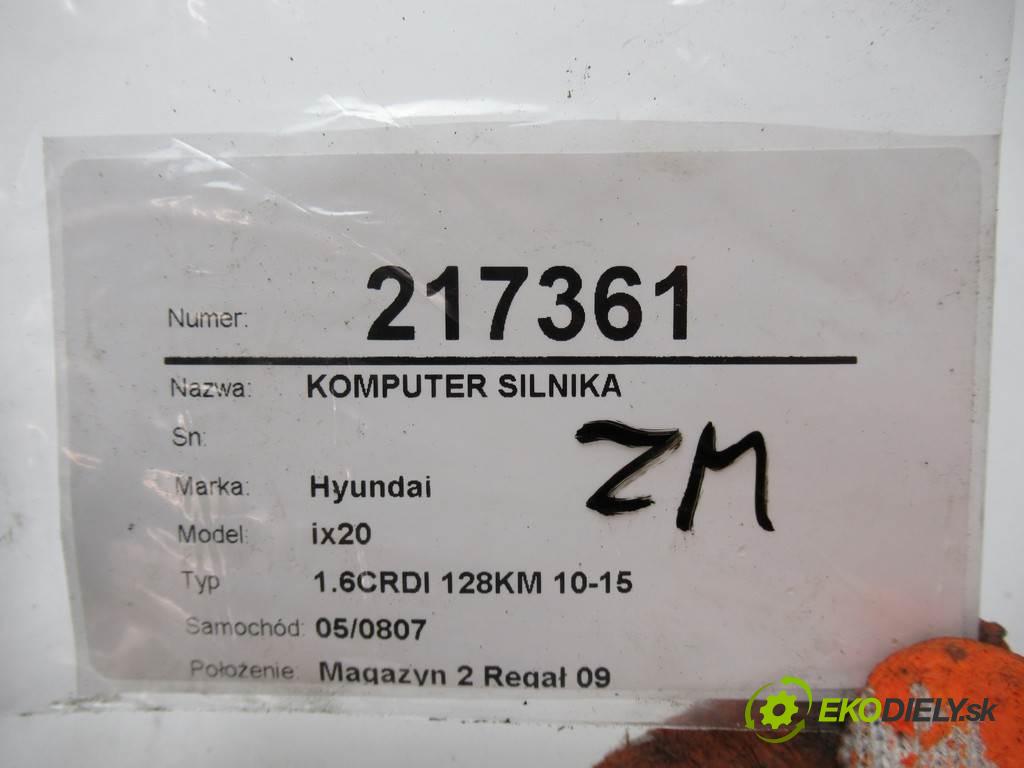 Numer: 217361
Nazwa: KOMPUTER SILNIKA
Sn:
ZM
Marka: Hyundai
Model: ix20
Typ 1.6CRDI 128KM 10-15
Samochód: 05/0807
Położenie: Magazyn 2 Regał 09
EKODIELY.sk